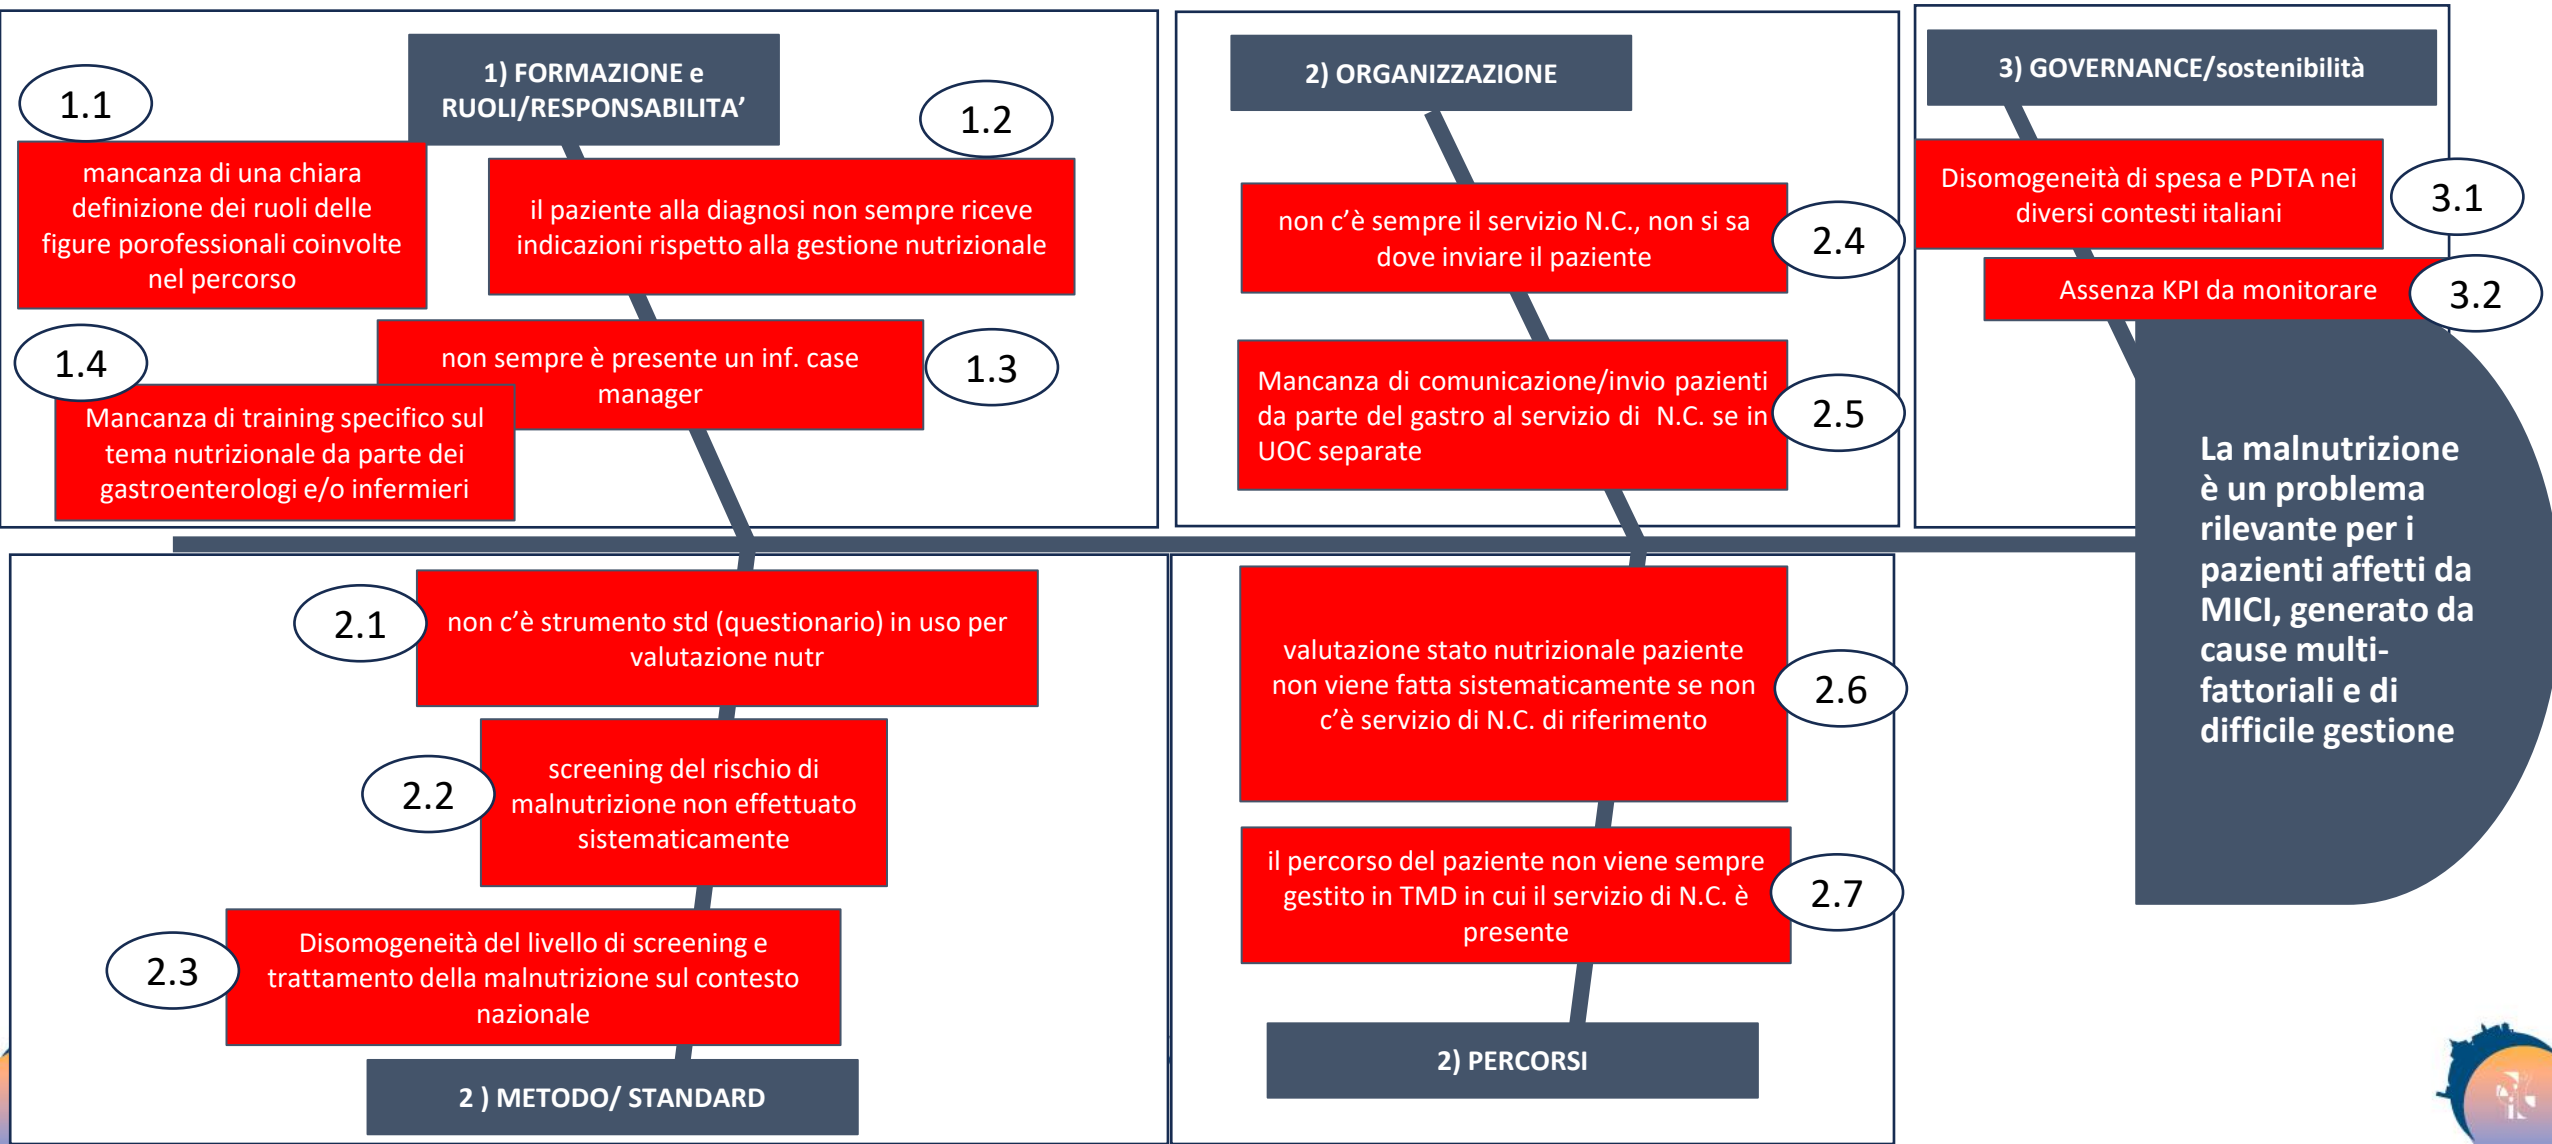 1) FORMAZIONE e
RUOLI/RESPONSABILITA’
1.1
mancanza di una chiara
definizione dei ruoli delle
figure porofessionali coinvolte
nel percorso
1.2
il paziente alla diagnosi non sempre riceve
indicazioni rispetto alla gestione nutrizionale
1.3
non sempre è presente un inf. case
manager
1.4
Mancanza di training specifico sul
tema nutrizionale da parte dei
gastroenterologi e/o infermieri
2) ORGANIZZAZIONE
non c’è sempre il servizio N.C., non si sa
dove inviare il paziente
2.4
Mancanza di comunicazione/invio pazienti
da parte del gastro al servizio di N.C. se in
UOC separate
2.5
3) GOVERNANCE/sostenibilità
Disomogeneità di spesa e PDTA nei
diversi contesti italiani
3.1
Assenza KPI da monitorare
3.2
2.1
non c’è strumento std (questionario) in uso per
valutazione nutr
2.2
screening del rischio di
malnutrizione non effettuato
sistematicamente
2.3
Disomogeneità del livello di screening e
trattamento della malnutrizione sul contesto
nazionale
2 ) METODO/ STANDARD
valutazione stato nutrizionale paziente
non viene fatta sistematicamente se non
c’è servizio di N.C. di riferimento
2.6
il percorso del paziente non viene sempre
gestito in TMD in cui il servizio di N.C. è
presente
2.7
2) PERCORSI
La malnutrizione
è un problema
rilevante per i
pazienti affetti da
MICI, generato da
cause multi-
fattoriali e di
difficile gestione